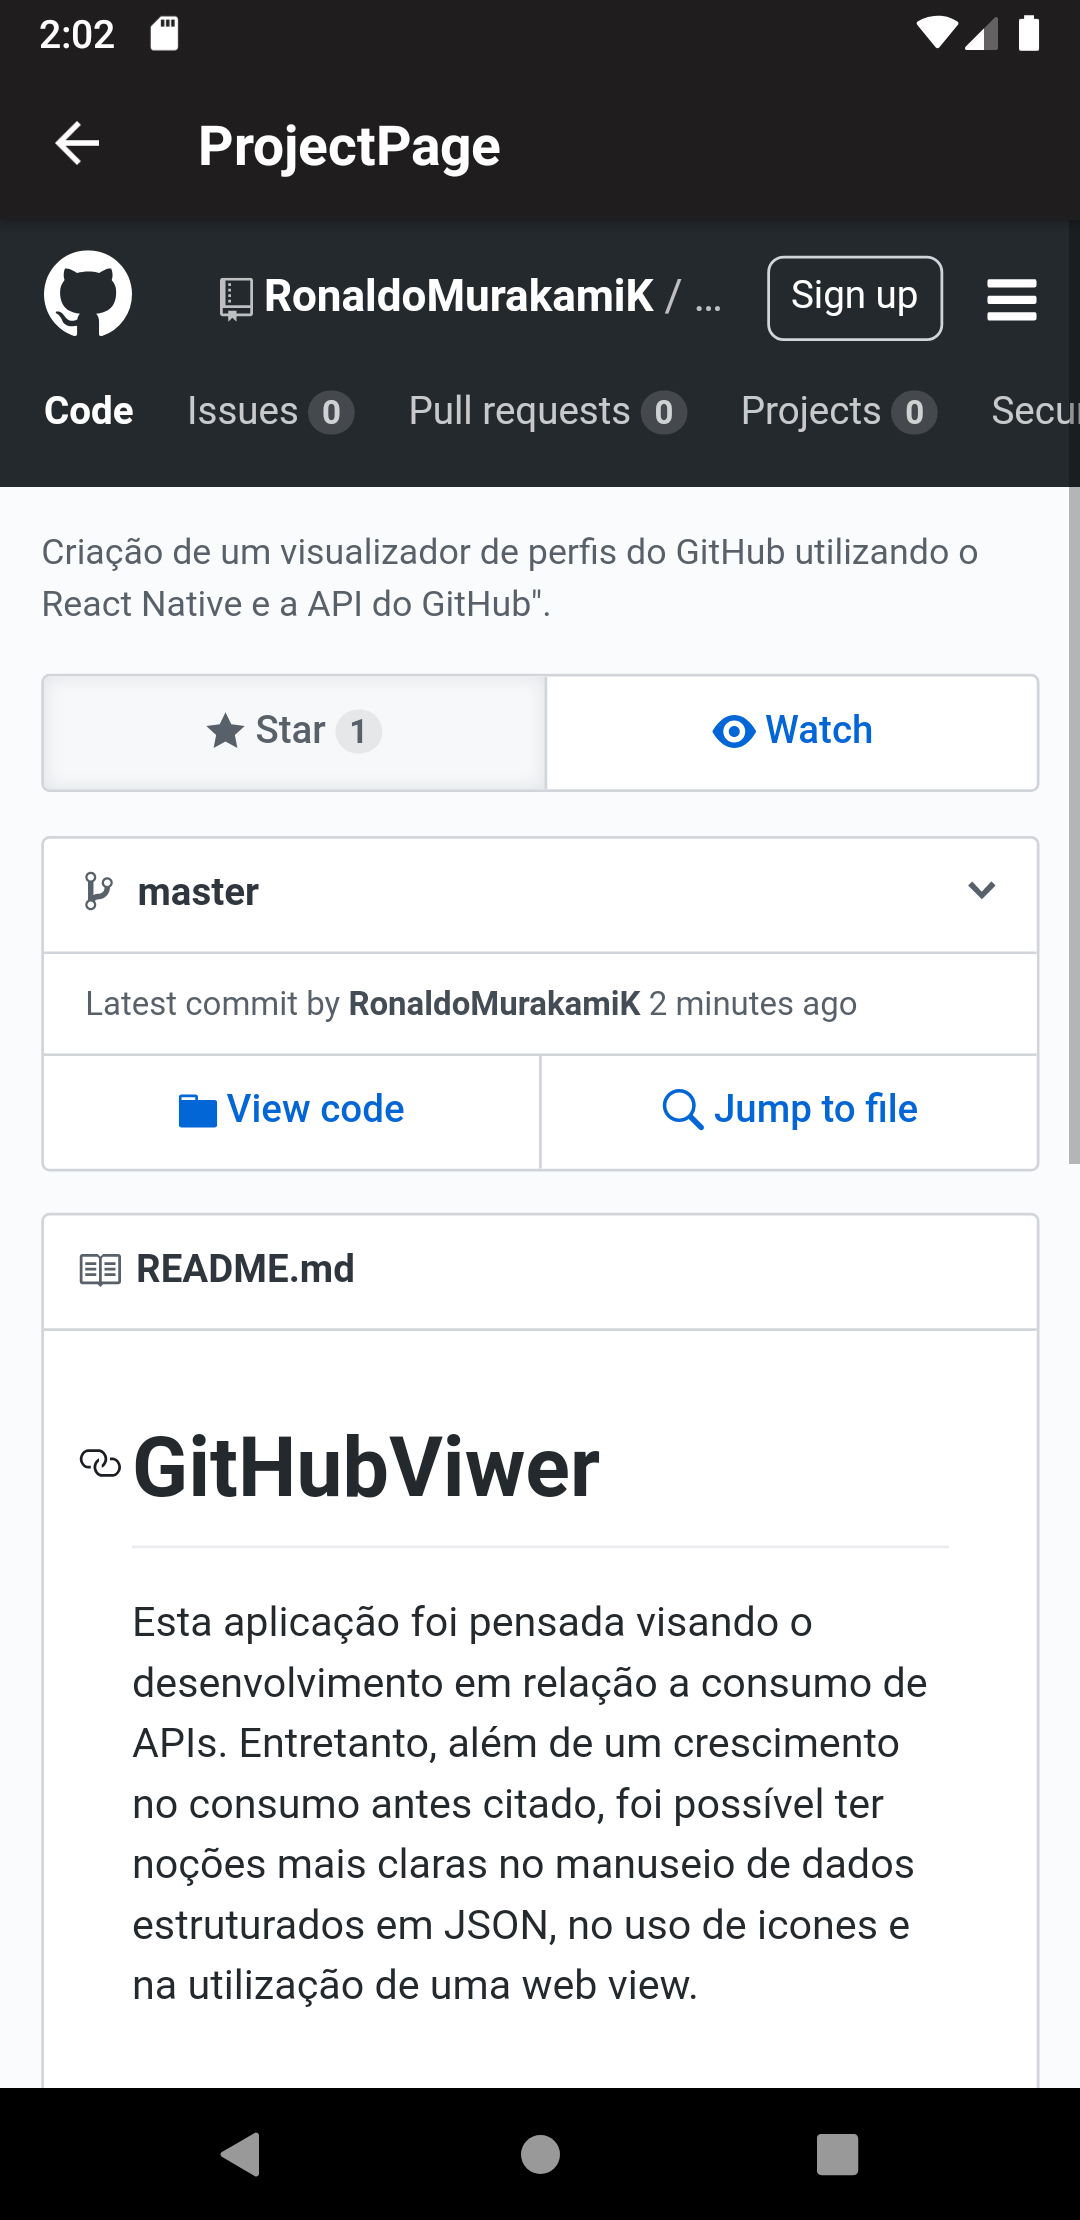 2:02
ProjectPage
RonaldoMurakamiK / ...
Sign up
Code Issues 0 Pull requests 0 Projects 0 Secu
Criação de um visualizador de perfis do GitHub utilizando o
React Native e a API do GitHub".
Star 1
Watch
master
Latest commit by RonaldoMurakamiK 2 minutes ago
View code
Jump to file
README.md
GitHubViwer
Esta aplicação foi pensada visando o
desenvolvimento em relação a consumo de
APIs. Entretanto, além de um crescimento
no consumo antes citado, foi possível ter
noções mais claras no manuseio de dados
estruturados em JSON, no uso de icones e
na utilização de uma web view.